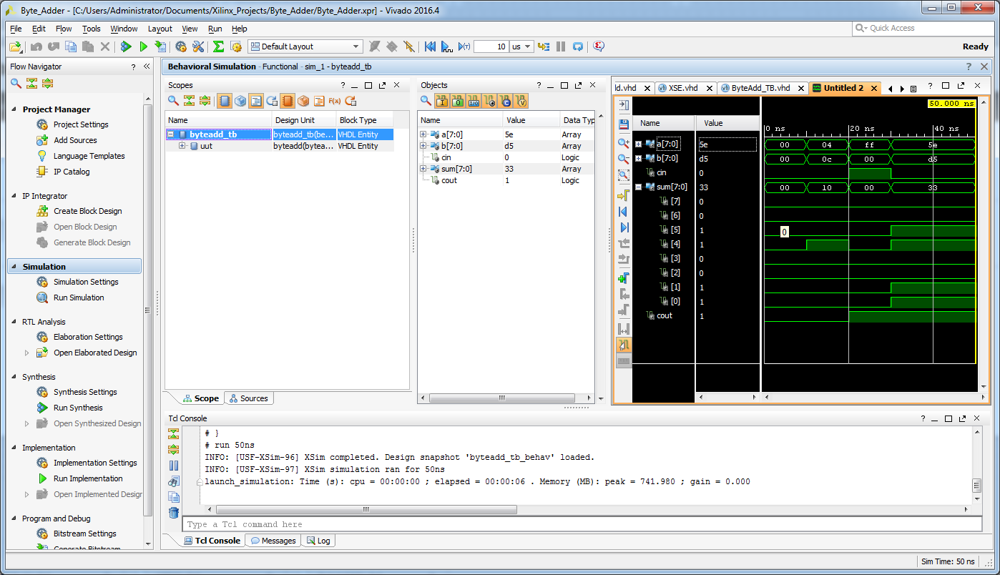 Byte_Adder - [C:/Users/Administrator/Documents/Xilinx_Projects/Byte_Adder/Byte_Adder.xpr] - Vivado 2016.4
File Edit Flow Tools Window Layout View Run Help
Quick Access
Default Layout
(T)
10 us
Ready
Flow Navigator
Project Manager
Project Settings
Add Sources
Language Templates
IP Catalog
IP Integrator
Create Block Design
Open Block Design
Generate Block Design
Simulation
Simulation Settings
Run Simulation
RTL Analysis
Elaboration Settings
Open Elaborated Design
Synthesis
Synthesis Settings
Run Synthesis
Open Synthesized Design
Implementation
Implementation Settings
Run Implementation
Open Implemented Design
Program and Debug
Bitstream Settings
Generate Bitstream
Behavioral Simulation - Functional - sim_1 - byteadd_tb
Scopes
F(x)
Name Design Unit Block Type
byteadd_tb byteadd_tb(be... VHDL Entity
uut byteadd(bytea... VHDL Entity
Scope Sources
Objects
Name Value Data Typ
a[7:0] 5e Array
b[7:0] d5 Array
cin 0 Logic
sum[7:0] 33 Array
cout 1 Logic
ld.vhd XSE.vhd ByteAdd_TB.vhd Untitled 2
50.000 ns
Name Value 0 ns 20 ns 40 ns
a[7:0] 5e 00 04 ff 5e
b[7:0] d5 00 0c 00 d5
cin 0
sum[7:0] 33 00 10 00 33
[7] 0
[6] 0
[5] 1 0
[4] 1
[3] 0
[2] 0
[1] 1
[0] 1
cout 1
Tcl Console
# }
# run 50ns
INFO: [USF-XSim-96] XSim completed. Design snapshot 'byteadd_tb_behav' loaded.
INFO: [USF-XSim-97] XSim simulation ran for 50ns
launch_simulation: Time (s): cpu = 00:00:00 ; elapsed = 00:00:06 . Memory (MB): peak = 741.980 ; gain = 0.000
Type a Tcl command here
Tcl Console Messages Log
Sim Time: 50 ns